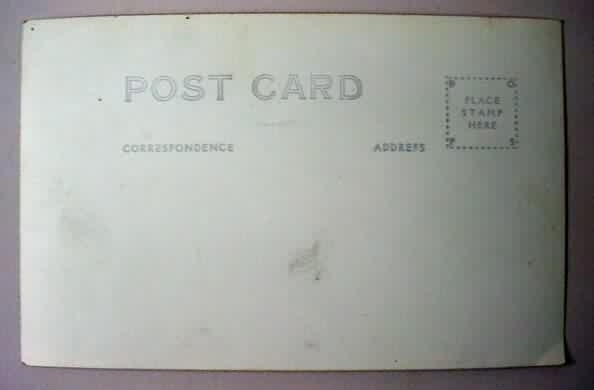 POST CARD
PLACE
STAMP
HERE
CORRESPONDENCE
ADDRESS